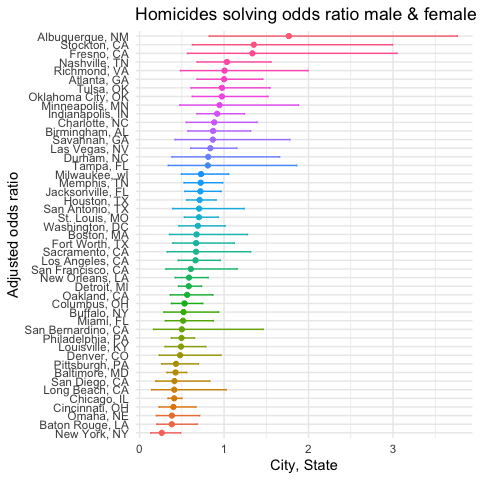 Homicides solving odds ratio male & female
Adjusted odds ratio
Albuquerque, NM
Stockton, CA
Fresno, CA
Nashville, TN
Richmond, VA
Atlanta, GA
Tulsa, OK
Oklahoma City, OK
Minneapolis, MN
Indianapolis, IN
Charlotte, NC
Birmingham, AL
Savannah, GA
Las Vegas, NV
Durham, NC
Tampa, FL
Milwaukee, wI
Memphis, TN
Jacksonville, FL
Houston, TX
San Antonio, TX
St. Louis, MO
Washington, DC
Boston, MA
Fort Worth, TX
Sacramento, CA
Los Angeles, CA
San Francisco, CA
New Orleans, LA
Detroit, MI
Oakland, CA
Columbus, OH
Buffalo, NY
Miami, FL
San Bernardino, CA
Philadelphia, PA
Louisville, KY
Denver, CO
Pittsburgh, PA
Baltimore, MD
San Diego, CA
Long Beach, CA
Chicago, IL
Cincinnati, OH
Omaha, NE
Baton Rouge, LA
New York, NY
0 1 2 3
City, State